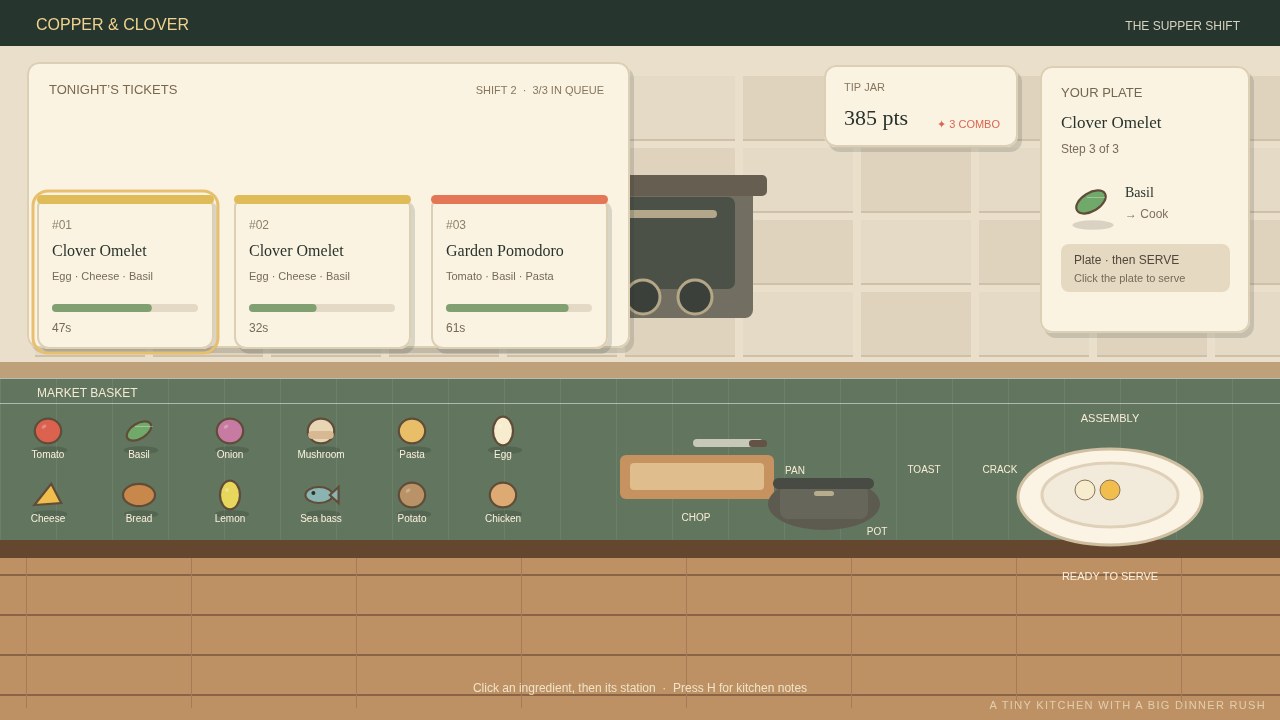 COPPER & CLOVER
THE SUPPER SHIFT
TONIGHT'S TICKETS
SHIFT 2 · 3/3 IN QUEUE
#01
Clover Omelet
Egg · Cheese · Basil
47s
#02
Clover Omelet
Egg · Cheese · Basil
32s
#03
Garden Pomodoro
Tomato · Basil · Pasta
61s
TIP JAR
385 pts
✦ 3 COMBO
YOUR PLATE
Clover Omelet
Step 3 of 3
Basil
→ Cook
Plate · then SERVE
Click the plate to serve
MARKET BASKET
Tomato
Basil
Onion
Mushroom
Pasta
Egg
Cheese
Bread
Lemon
Sea bass
Potato
Chicken
CHOP
PAN
POT
TOAST
CRACK
ASSEMBLY
READY TO SERVE
Click an ingredient, then its station · Press H for kitchen notes
A TINY KITCHEN WITH A BIG DINNER RUSH